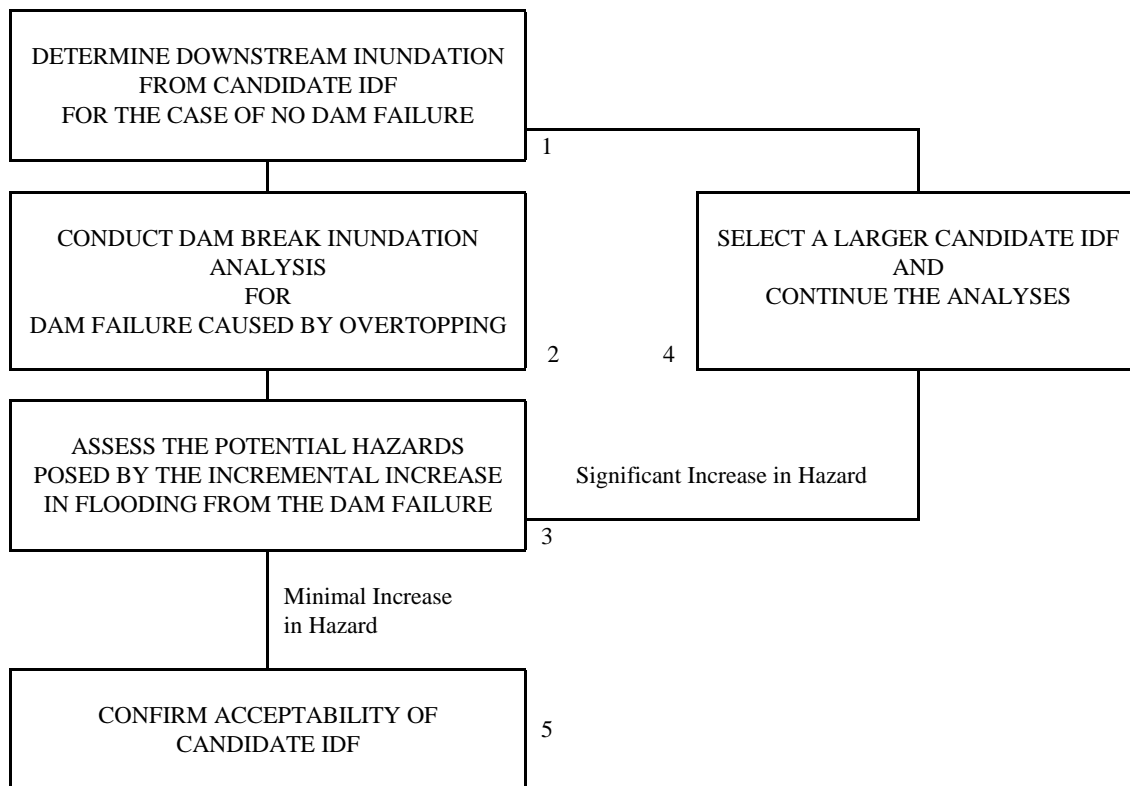 DETERMINE DOWNSTREAM INUNDATION
FROM CANDIDATE IDF
FOR THE CASE OF NO DAM FAILURE
1
CONDUCT DAM BREAK INUNDATION
ANALYSIS
FOR
DAM FAILURE CAUSED BY OVERTOPPING
2
SELECT A LARGER CANDIDATE IDF
AND
CONTINUE THE ANALYSES
4
ASSESS THE POTENTIAL HAZARDS
POSED BY THE INCREMENTAL INCREASE
IN FLOODING FROM THE DAM FAILURE
3
Significant Increase in Hazard
Minimal Increase
in Hazard
CONFIRM ACCEPTABILITY OF
CANDIDATE IDF
5